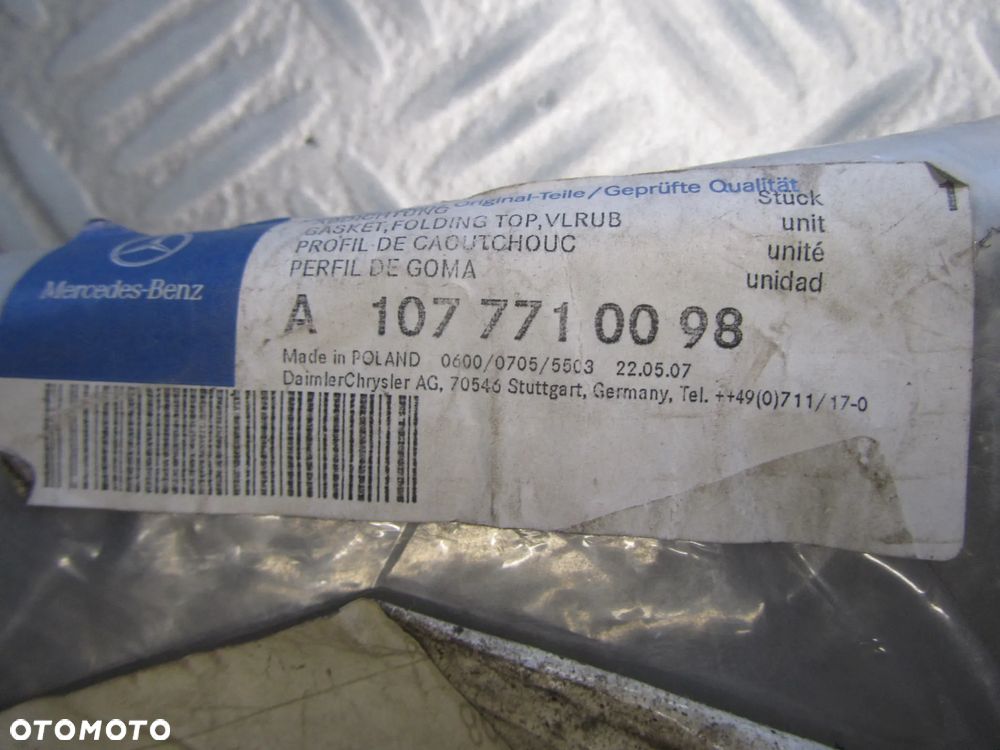 Mercedes-Benz
Original-Teile/Geprüfte Qualität
ABDICHTUNG
GASKET,FOLDING TOP,VLRUB
PROFIL DE CAOUTCHOUC
PERFIL DE GOMA
1
Stück
unit
unité
unidad
A 107 771 00 98
Made in POLAND 0600/0705/5503 22.05.07
DaimlerChrysler AG, 70546 Stuttgart, Germany, Tel. ++49(0)711/17-0
OTOMOTO